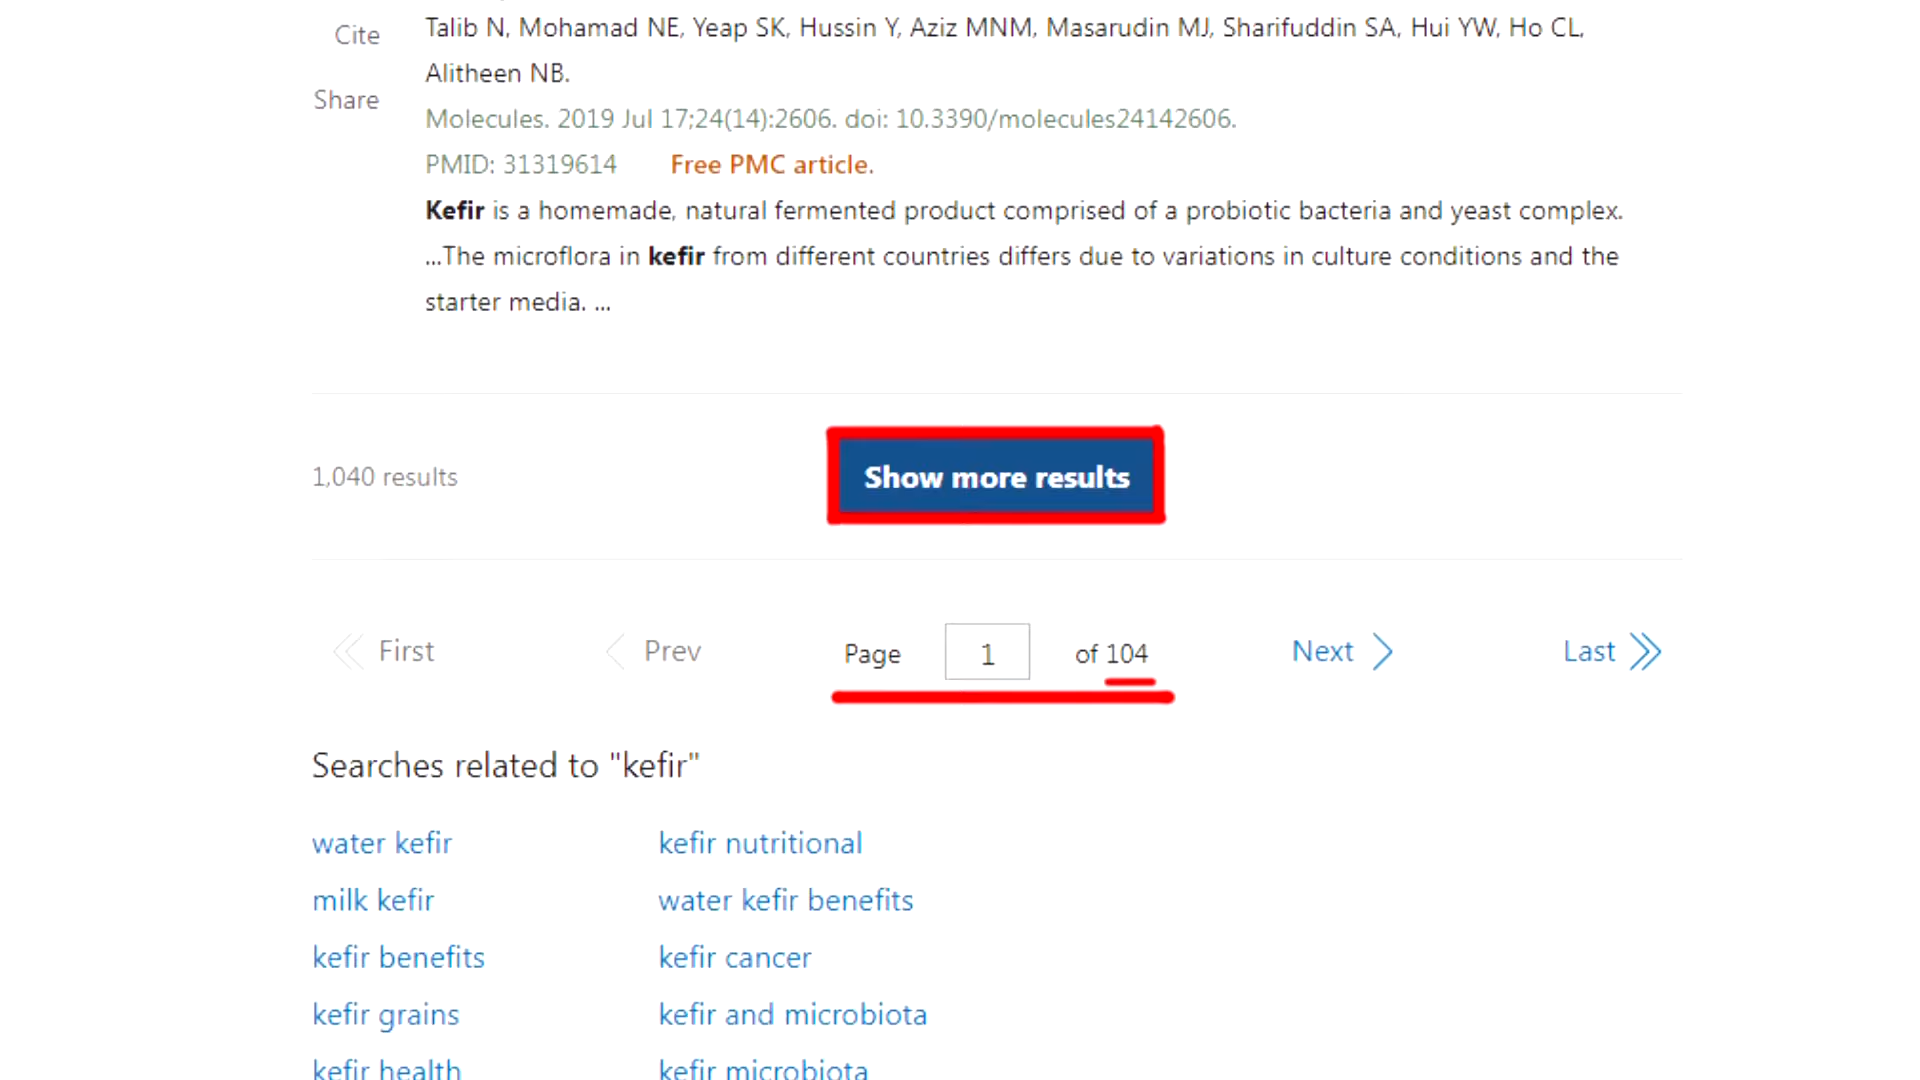 Cite
Talib N, Mohamad NE, Yeap SK, Hussin Y, Aziz MNM, Masarudin MJ, Sharifuddin SA, Hui YW, Ho CL,
Alitheen NB.
Share
Molecules. 2019 Jul 17;24(14):2606. doi: 10.3390/molecules24142606.
PMID: 31319614 Free PMC article.
Kefir is a homemade, natural fermented product comprised of a probiotic bacteria and yeast complex.
...The microflora in kefir from different countries differs due to variations in culture conditions and the
starter media. ...
1,040 results
Show more results
First Prev Page 1 of 104 Next Last
Searches related to "kefir"
water kefir
milk kefir
kefir benefits
kefir grains
kefir health
kefir nutritional
water kefir benefits
kefir cancer
kefir and microbiota
kefir microbiota